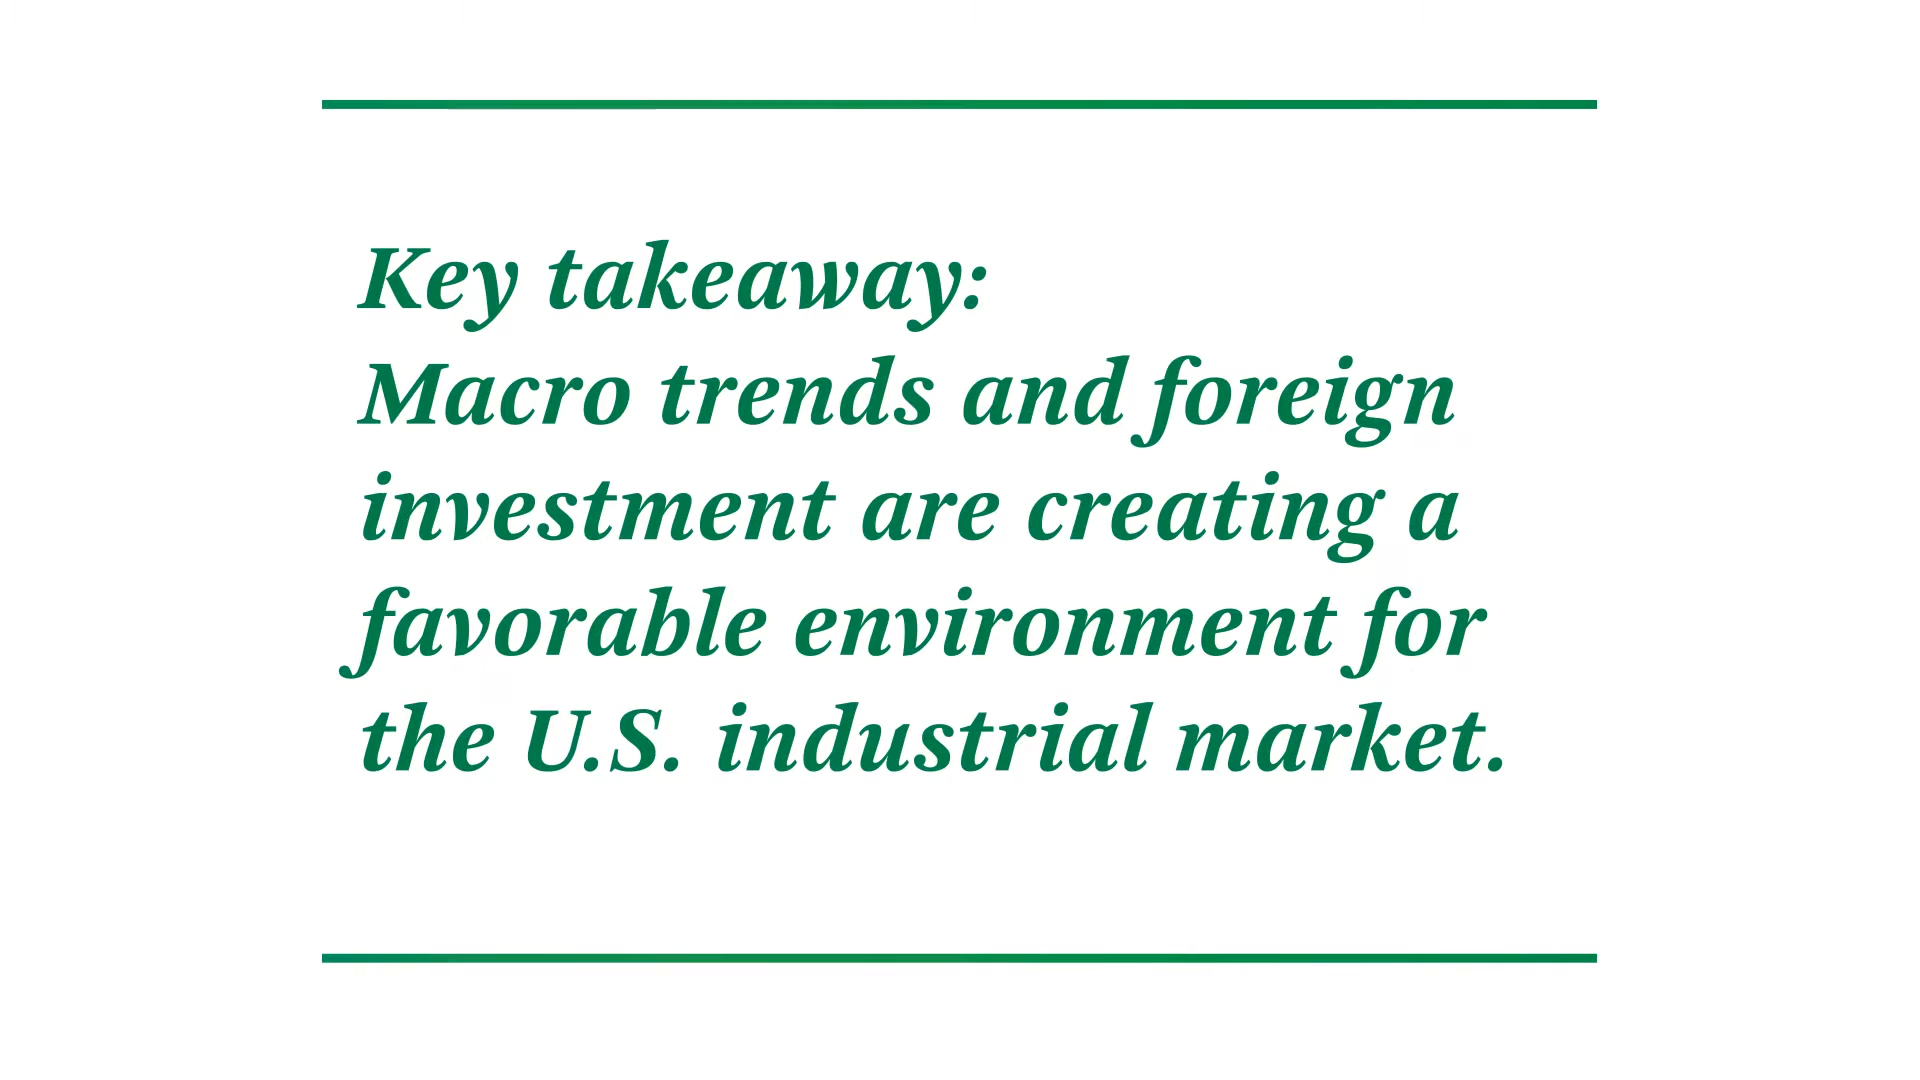 Key takeaway:
Macro trends and foreign
investment are creating a
favorable environment for
the U.S. industrial market.